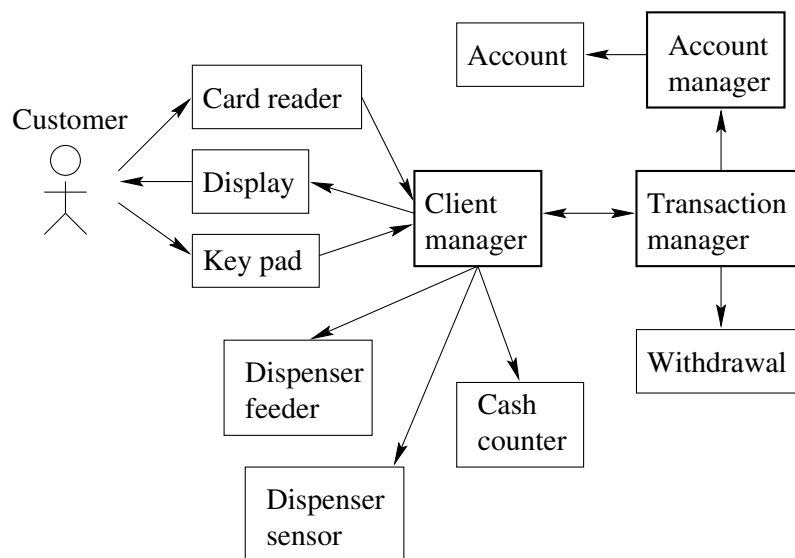 Customer
Card reader
Display
Key pad
Client
manager
Account
Account
manager
Transaction
manager
Withdrawal
Dispenser
feeder
Cash
counter
Dispenser
sensor